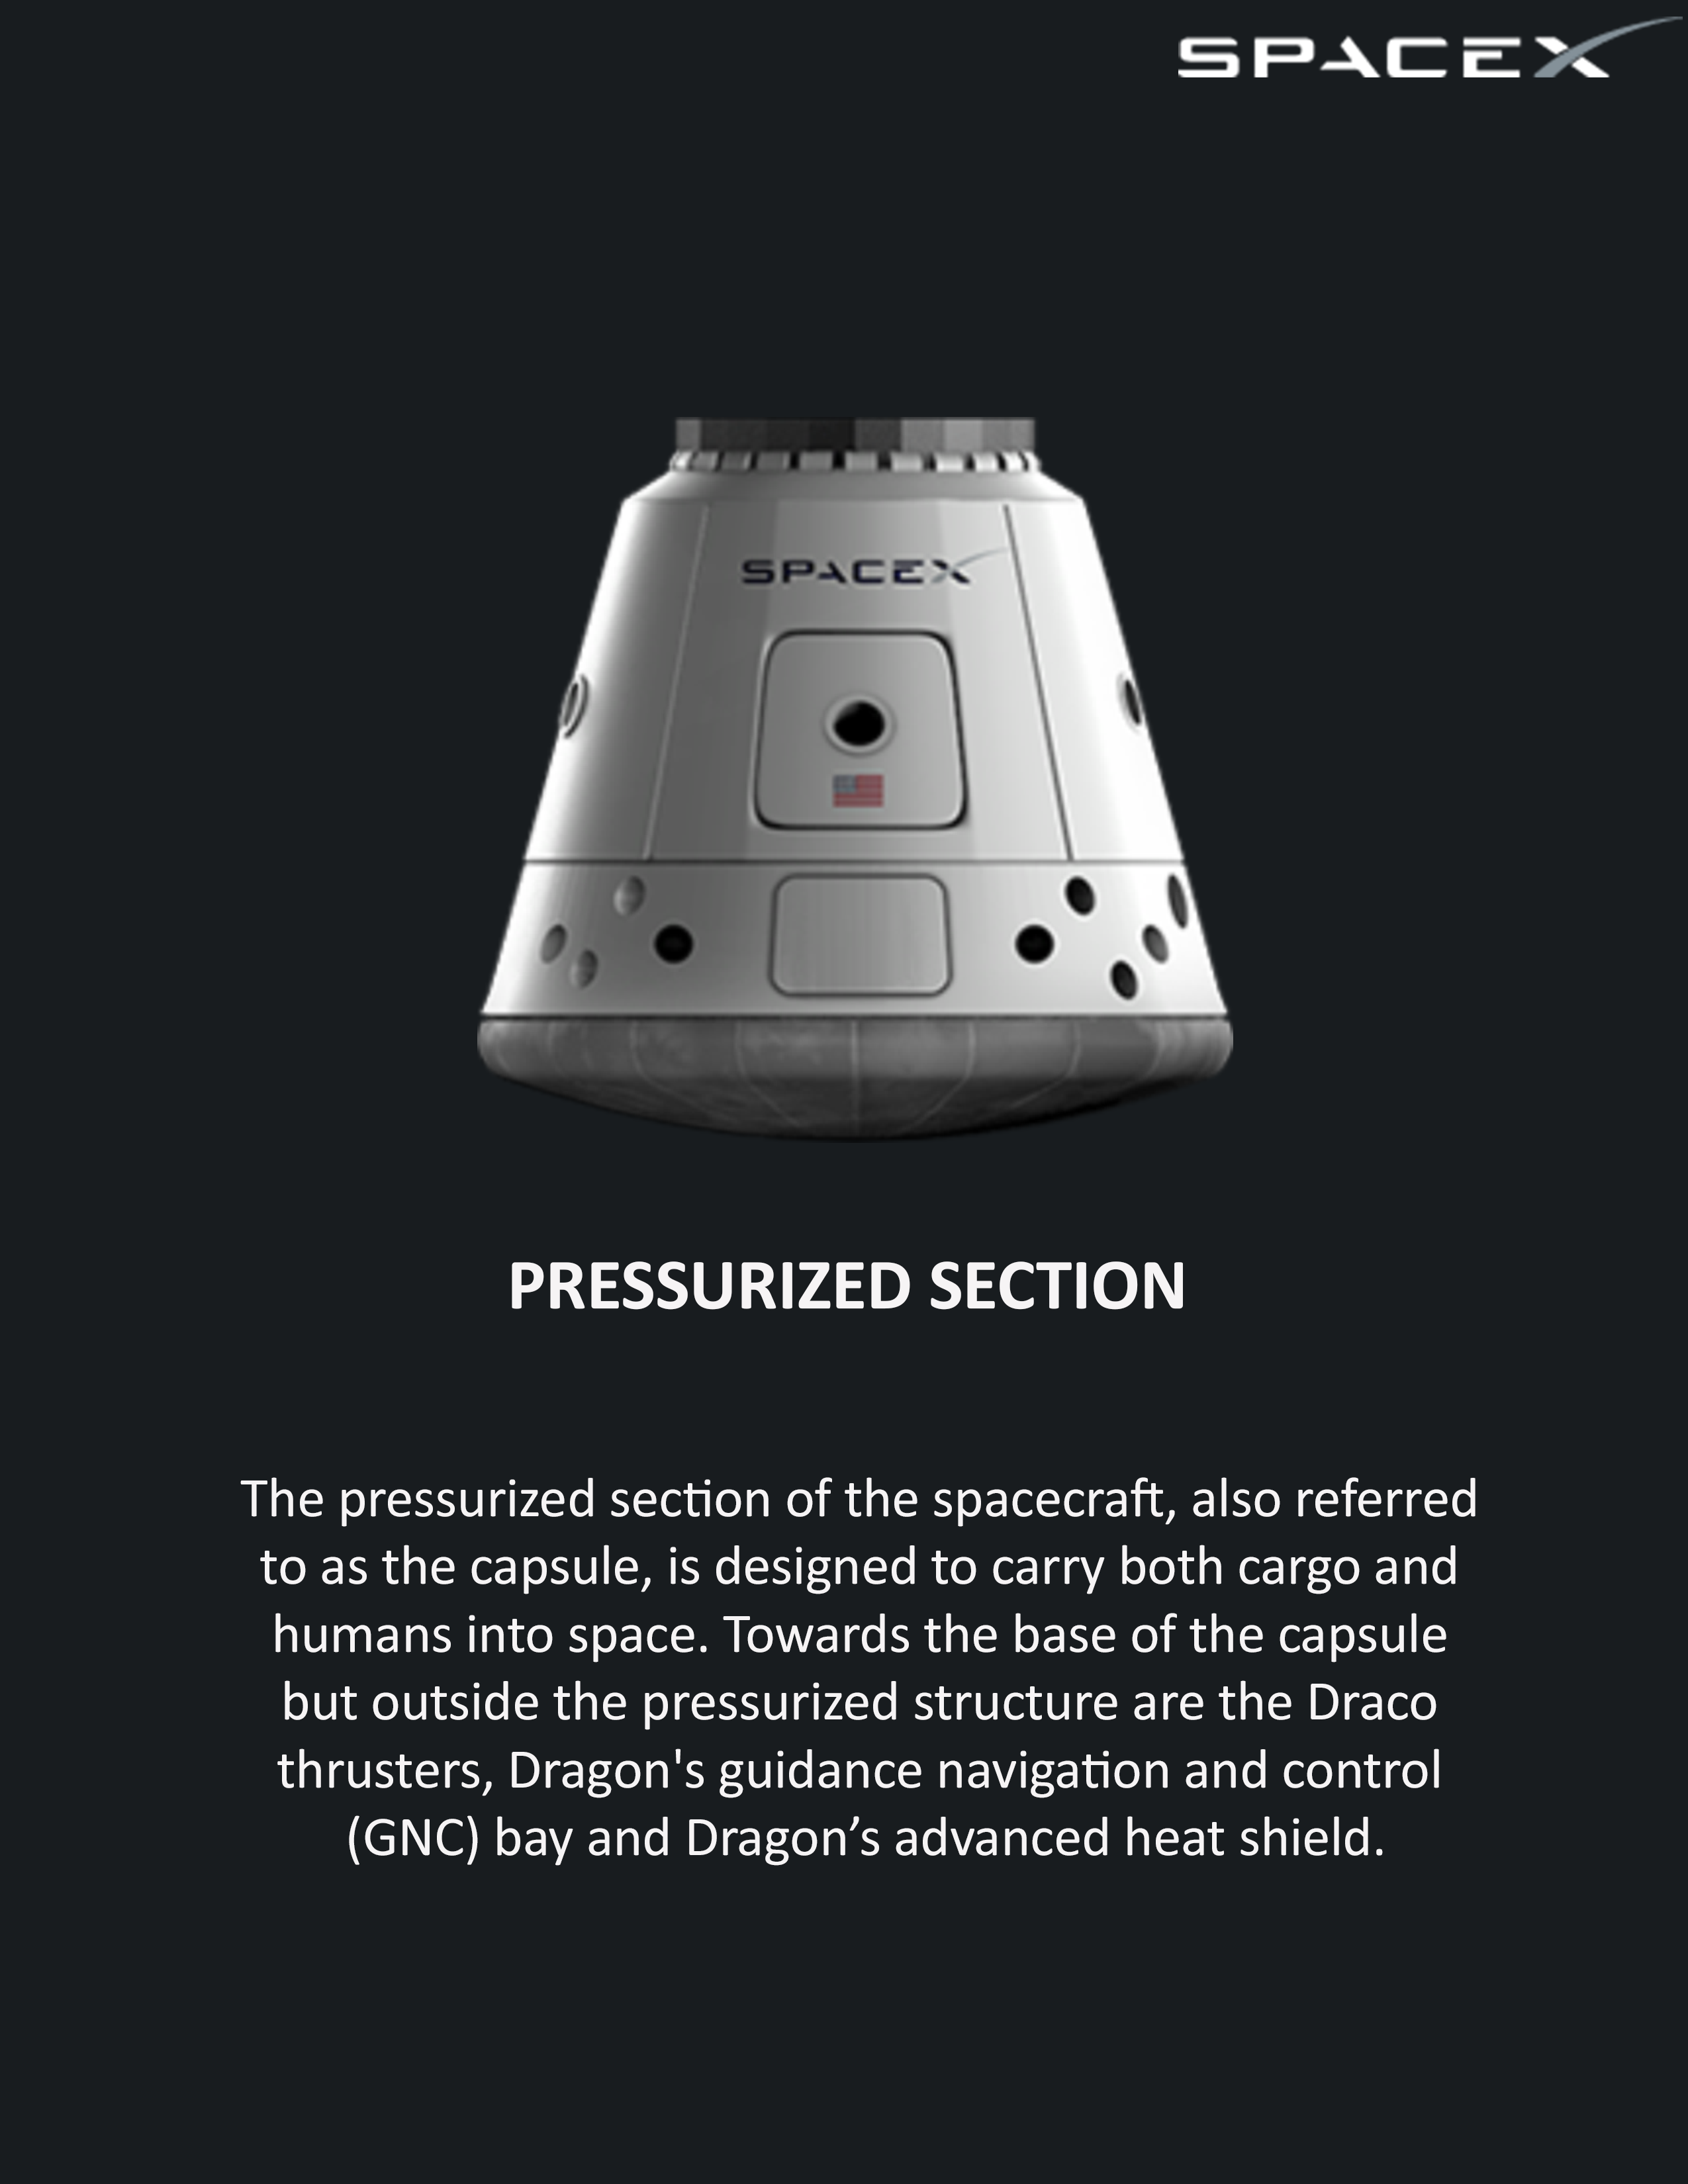 SPACEX
SPACEX
PRESSURIZED SECTION
The pressurized section of the spacecraft, also referred
to as the capsule, is designed to carry both cargo and
humans into space. Towards the base of the capsule
but outside the pressurized structure are the Draco
thrusters, Dragon's guidance navigation and control
(GNC) bay and Dragon’s advanced heat shield.